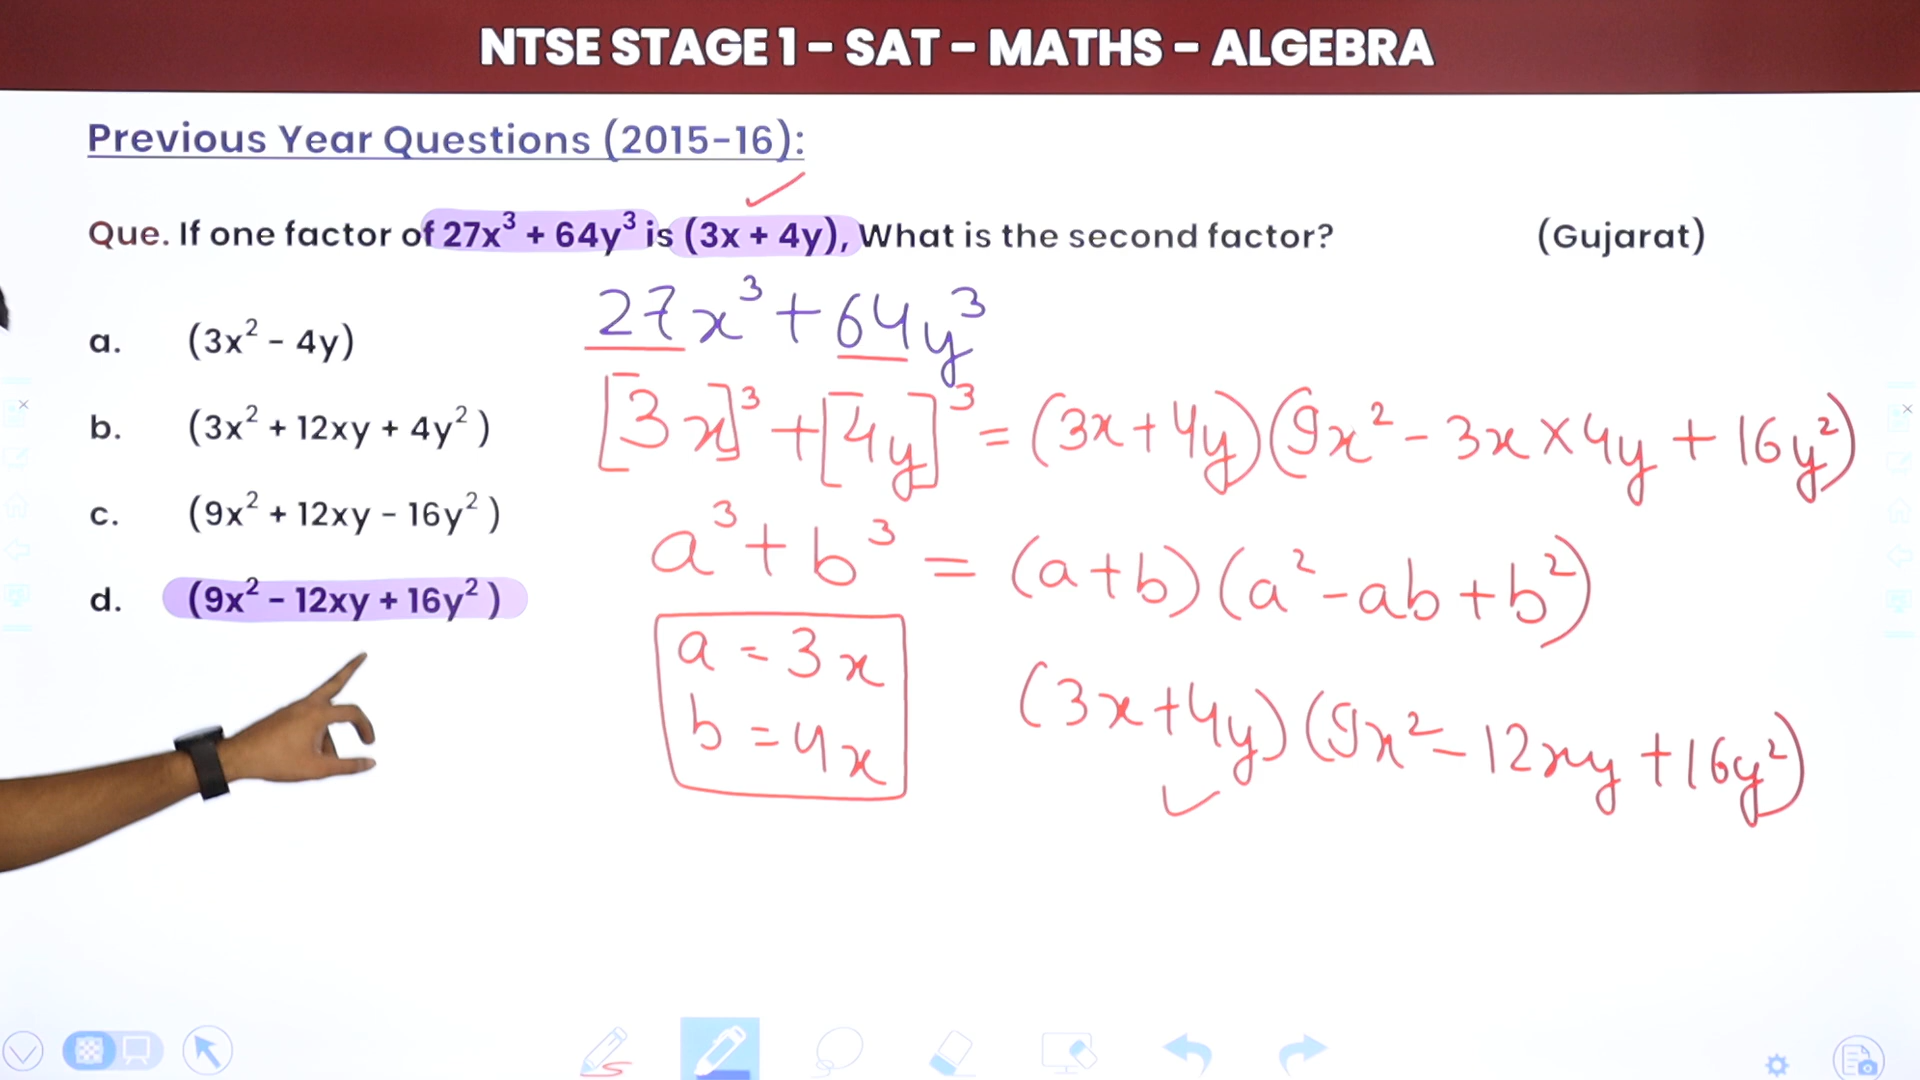 NTSE STAGE 1 – SAT – MATHS – ALGEBRA
Previous Year Questions (2015-16):
Que. If one factor of 27x³ + 64y³ is (3x + 4y), What is the second factor? (Gujarat)
a. (3x² - 4y)
b. (3x² + 12xy + 4y²)
c. (9x² + 12xy - 16y²)
d. (9x² - 12xy + 16y²)
27x³ + 64y³
[3x]³ + [4y]³ = (3x+4y)(9x² - 3x×4y + 16y²)
a³ + b³ = (a+b)(a² - ab + b²)
a = 3x
b = 4x
(3x+4y)(9x² - 12xy + 16y²)